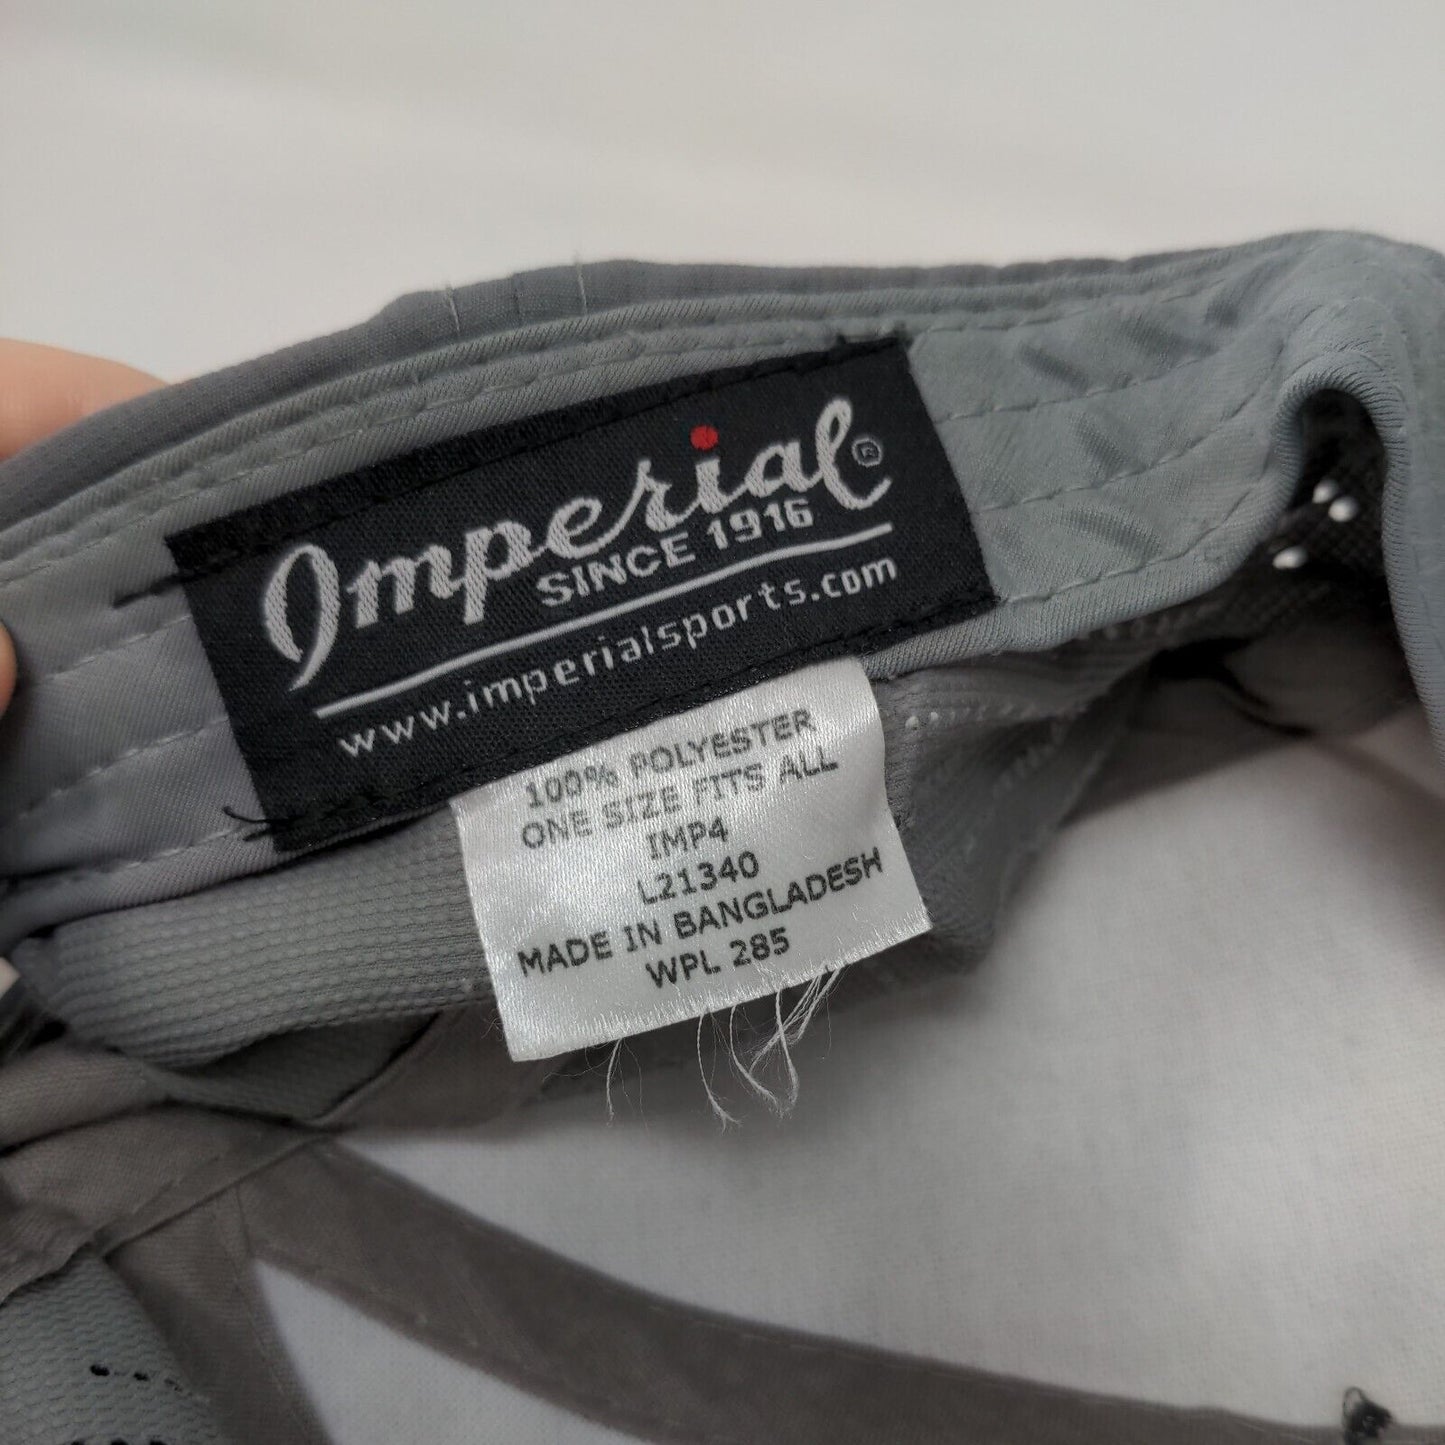 Imperial®
SINCE 1916
www.imperialsports.com
100% POLYESTER
ONE SIZE FITS ALL
IMP4
L21340
MADE IN BANGLADESH
WPL 285